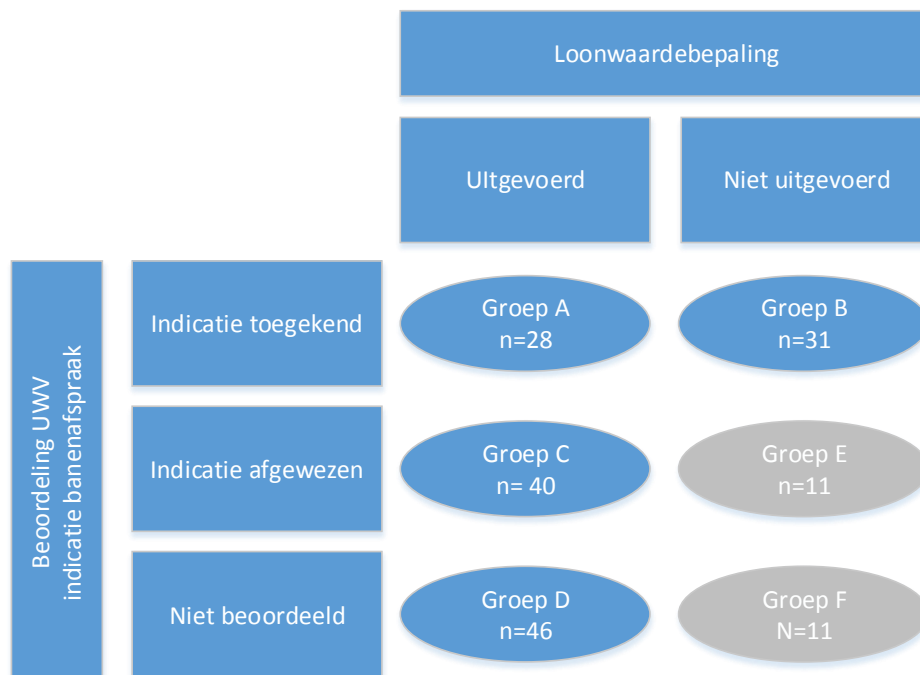 Loonwaardebepaling
UItgevoerd
Niet uitgevoerd
Beoordeling UWV
indicatie banenafspraak
Indicatie toegekend
Groep A
n=28
Groep B
n=31
Indicatie afgewezen
Groep C
n= 40
Groep E
n=11
Niet beoordeeld
Groep D
n=46
Groep F
N=11